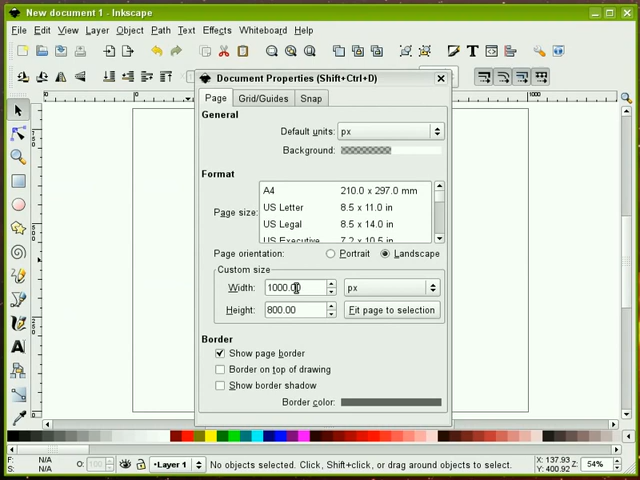 New document 1 - Inkscape
File Edit View Layer Object Path Text Effects Whiteboard Help
Document Properties (Shift+Ctrl+D)
Page Grid/Guides Snap
General
Default units: px
Background:
Format
Page size:
A4 210.0 x 297.0 mm
US Letter 8.5 x 11.0 in
US Legal 8.5 x 14.0 in
US Executive 7.2 x 10.5 in
Page orientation: Portrait Landscape
Custom size
Width: 1000.00 px
Height: 800.00 Fit page to selection
Border
Show page border
Border on top of drawing
Show border shadow
Border color:
1000
F: N/A
S: N/A
O: 100
Layer 1
No objects selected. Click, Shift+click, or drag around objects to select.
X: 137.93
Y: 400.92
Z: 54%